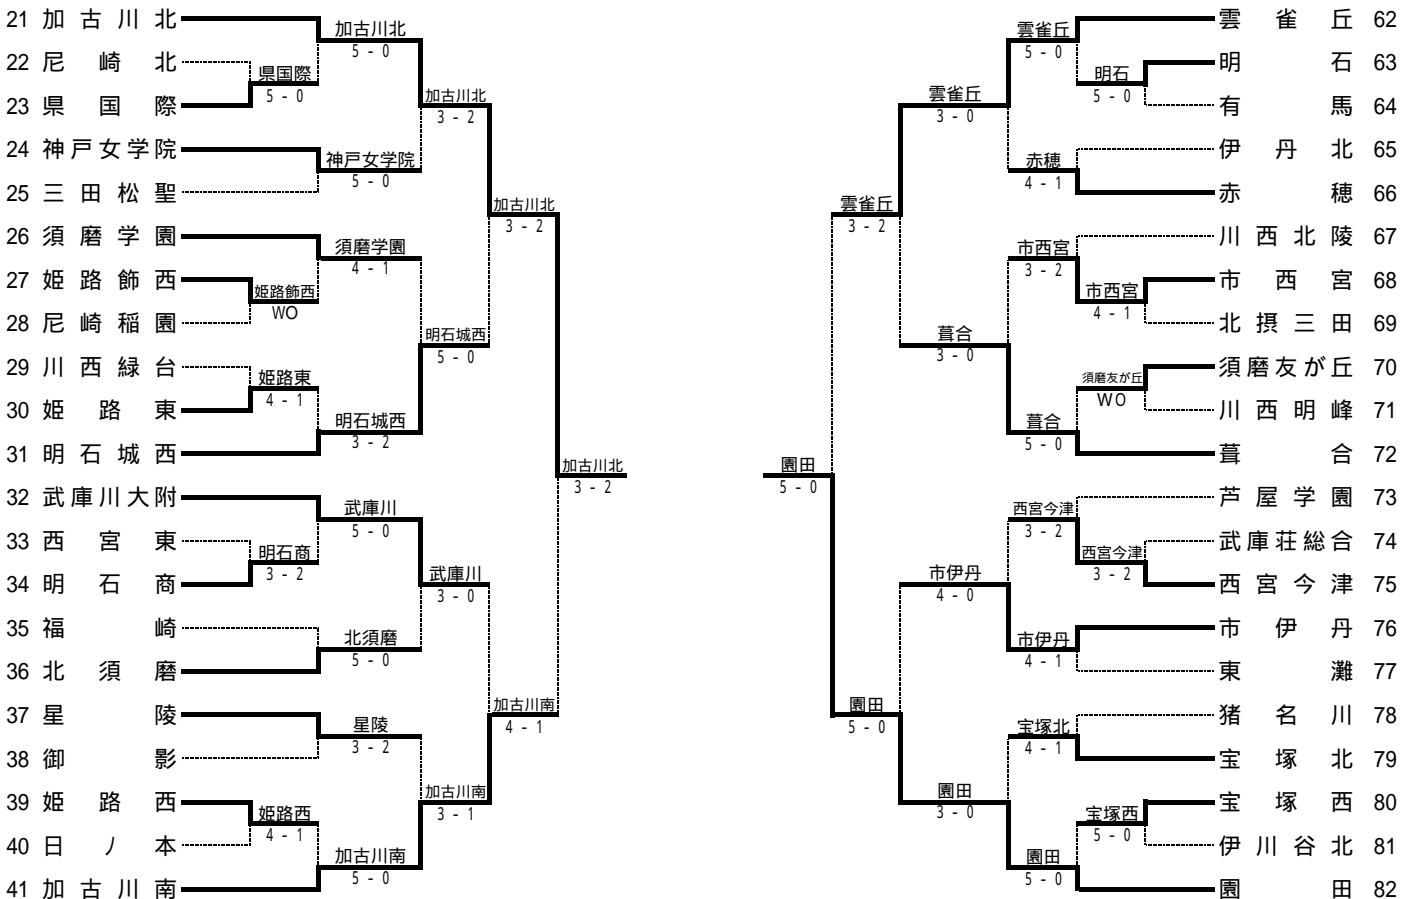 21 加古川北
22 尼崎北
23 県国際
24 神戸女学院
25 三田松聖
26 須磨学園
27 姫路飾西
28 尼崎稲園
29 川西緑台
30 姫路東
31 明石城西
32 武庫川大附
33 西宮東
34 明石商
35 福崎
36 北須磨
37 星陵
38 御影
39 姫路西
40 日ノ本
41 加古川南
県国際
5 - 0
姫路飾西
WO
姫路東
4 - 1
明石商
3 - 2
姫路西
4 - 1
加古川北
5 - 0
神戸女学院
5 - 0
須磨学園
4 - 1
明石城西
3 - 2
武庫川
5 - 0
北須磨
5 - 0
星陵
3 - 2
加古川南
5 - 0
加古川北
3 - 2
明石城西
5 - 0
武庫川
3 - 0
加古川南
3 - 1
加古川北
3 - 2
加古川南
4 - 1
加古川北
3 - 2
園田
5 - 0
雲雀丘
3 - 2
園田
5 - 0
雲雀丘
3 - 0
葺合
3 - 0
市伊丹
4 - 0
園田
3 - 0
雲雀丘
5 - 0
赤穂
4 - 1
市西宮
3 - 2
葺合
5 - 0
西宮今津
3 - 2
市伊丹
4 - 1
宝塚北
4 - 1
園田
5 - 0
明石
5 - 0
市西宮
4 - 1
須磨友が丘
WO
西宮今津
3 - 2
宝塚西
5 - 0
雲雀丘 62
明石 63
有馬 64
伊丹北 65
赤穂 66
川西北陵 67
市西宮 68
北摂三田 69
須磨友が丘 70
川西明峰 71
葺合 72
芦屋学園 73
武庫荘総合 74
西宮今津 75
市伊丹 76
東灘 77
猪名川 78
宝塚北 79
宝塚西 80
伊川谷北 81
園田 82